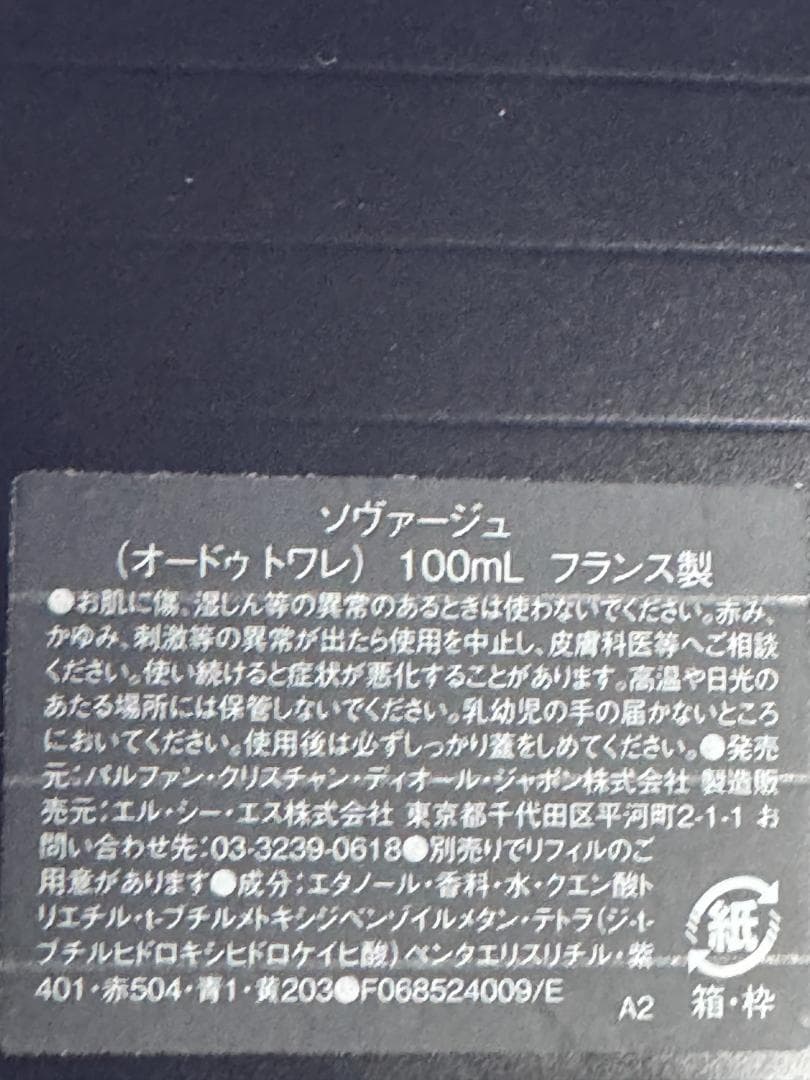 ソヴァージュ
（オードゥ トワレ） 100mL フランス製
●お肌に傷、湿しん等の異常のあるときは使わないでください。赤み、
かゆみ、刺激等の異常が出たら使用を中止し、皮膚科医等へご相談
ください。使い続けると症状が悪化することがあります。高温や日光の
あたる場所には保管しないでください。乳幼児の手の届かないところ
においてください。使用後は必ずしっかり蓋をしめてください。●発売
元：パルファン・クリスチャン・ディオール・ジャポン株式会社 製造販
売元：エル・シー・エス株式会社 東京都千代田区平河町2-1-1 お
問い合わせ先：03-3239-0618●別売りでリフィルのご
用意があります●成分：エタノール・香料・水・クエン酸ト
リエチル・t-ブチルメトキシジベンゾイルメタン・テトラ(ジ-t-
ブチルヒドロキシヒドロケイヒ酸)ペンタエリスリチル・紫
401・赤504・青1・黄203●F068524009/E
A2
紙
箱・枠